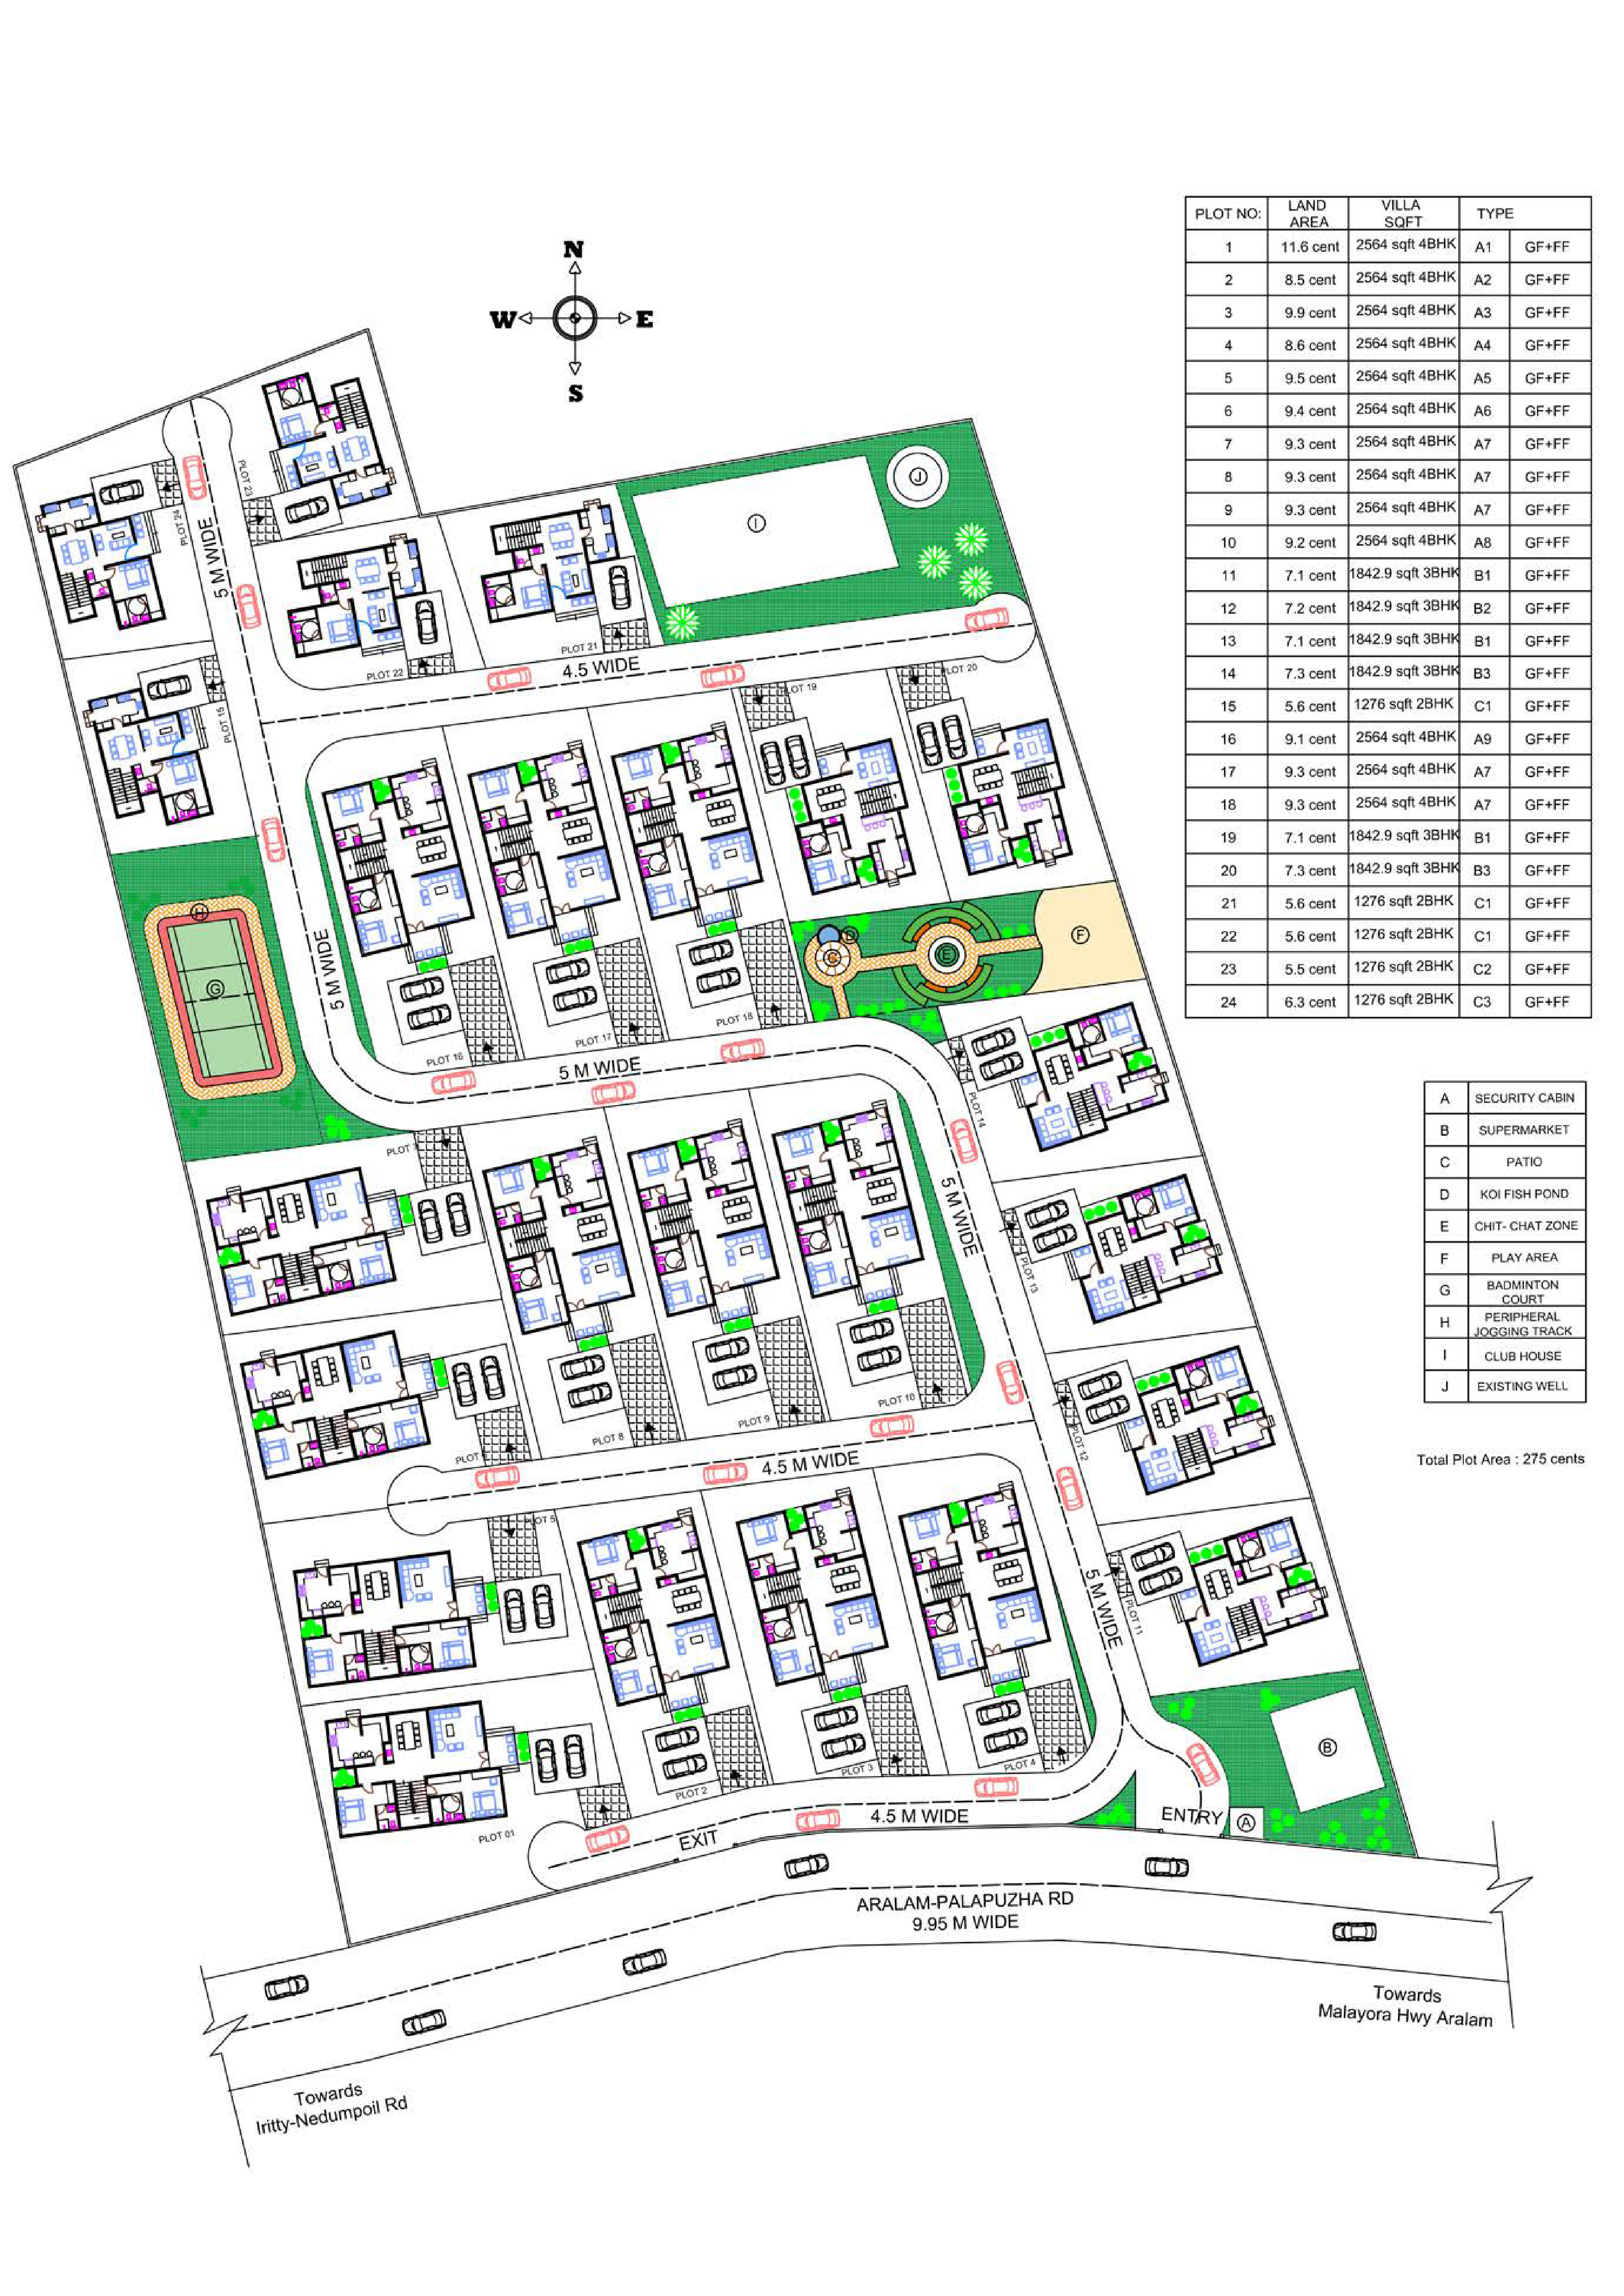 N
W E
S
PLOT NO: LAND AREA VILLA SQFT TYPE
1 11.6 cent 2564 sqft 4BHK A1 GF+FF
2 8.5 cent 2564 sqft 4BHK A2 GF+FF
3 9.9 cent 2564 sqft 4BHK A3 GF+FF
4 8.6 cent 2564 sqft 4BHK A4 GF+FF
5 9.5 cent 2564 sqft 4BHK A5 GF+FF
6 9.4 cent 2564 sqft 4BHK A6 GF+FF
7 9.3 cent 2564 sqft 4BHK A7 GF+FF
8 9.3 cent 2564 sqft 4BHK A7 GF+FF
9 9.3 cent 2564 sqft 4BHK A7 GF+FF
10 9.2 cent 2564 sqft 4BHK A8 GF+FF
11 7.1 cent 1842.9 sqft 3BHK B1 GF+FF
12 7.2 cent 1842.9 sqft 3BHK B2 GF+FF
13 7.1 cent 1842.9 sqft 3BHK B1 GF+FF
14 7.3 cent 1842.9 sqft 3BHK B3 GF+FF
15 5.6 cent 1276 sqft 2BHK C1 GF+FF
16 9.1 cent 2564 sqft 4BHK A9 GF+FF
17 9.3 cent 2564 sqft 4BHK A7 GF+FF
18 9.3 cent 2564 sqft 4BHK A7 GF+FF
19 7.1 cent 1842.9 sqft 3BHK B1 GF+FF
20 7.3 cent 1842.9 sqft 3BHK B3 GF+FF
21 5.6 cent 1276 sqft 2BHK C1 GF+FF
22 5.6 cent 1276 sqft 2BHK C1 GF+FF
23 5.5 cent 1276 sqft 2BHK C2 GF+FF
24 6.3 cent 1276 sqft 2BHK C3 GF+FF
A SECURITY CABIN
B SUPERMARKET
C PATIO
D KOI FISH POND
E CHIT- CHAT ZONE
F PLAY AREA
G BADMINTON COURT
H PERIPHERAL JOGGING TRACK
I CLUB HOUSE
J EXISTING WELL
Total Plot Area : 275 cents
PLOT 23
PLOT 24
5 M WIDE
J
I
PLOT 21
PLOT 22
4.5 WIDE
PLOT 20
PLOT 19
PLOT 15
H
G
5 M WIDE
C
D
E
F
PLOT 16
PLOT 17
PLOT 18
5 M WIDE
PLOT 14
PLOT
5 M WIDE
PLOT 13
PLOT 8
PLOT 9
PLOT 10
PLOT
PLOT 12
4.5 M WIDE
PLOT 5
5 M WIDE
PLOT 11
B
PLOT 2
PLOT 3
PLOT 4
PLOT 01
EXIT
4.5 M WIDE
ENTRY
A
ARALAM-PALAPUZHA RD
9.95 M WIDE
Towards
Malayora Hwy Aralam
Towards
Iritty-Nedumpoil Rd